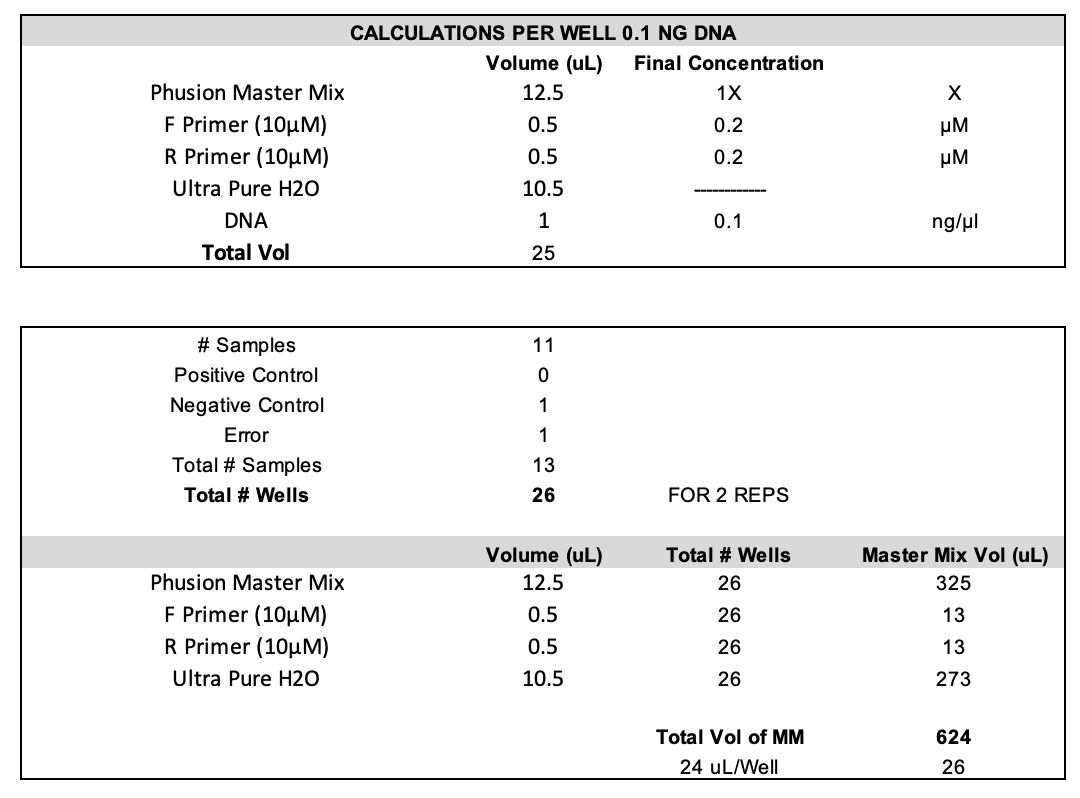 CALCULATIONS PER WELL 0.1 NG DNA
Volume (uL) Final Concentration
Phusion Master Mix 12.5 1X X
F Primer (10µM) 0.5 0.2 µM
R Primer (10µM) 0.5 0.2 µM
Ultra Pure H2O 10.5 ------------
DNA 1 0.1 ng/µl
Total Vol 25
# Samples 11
Positive Control 0
Negative Control 1
Error 1
Total # Samples 13
Total # Wells 26 FOR 2 REPS
Volume (uL) Total # Wells Master Mix Vol (uL)
Phusion Master Mix 12.5 26 325
F Primer (10µM) 0.5 26 13
R Primer (10µM) 0.5 26 13
Ultra Pure H2O 10.5 26 273
Total Vol of MM 624
24 uL/Well 26